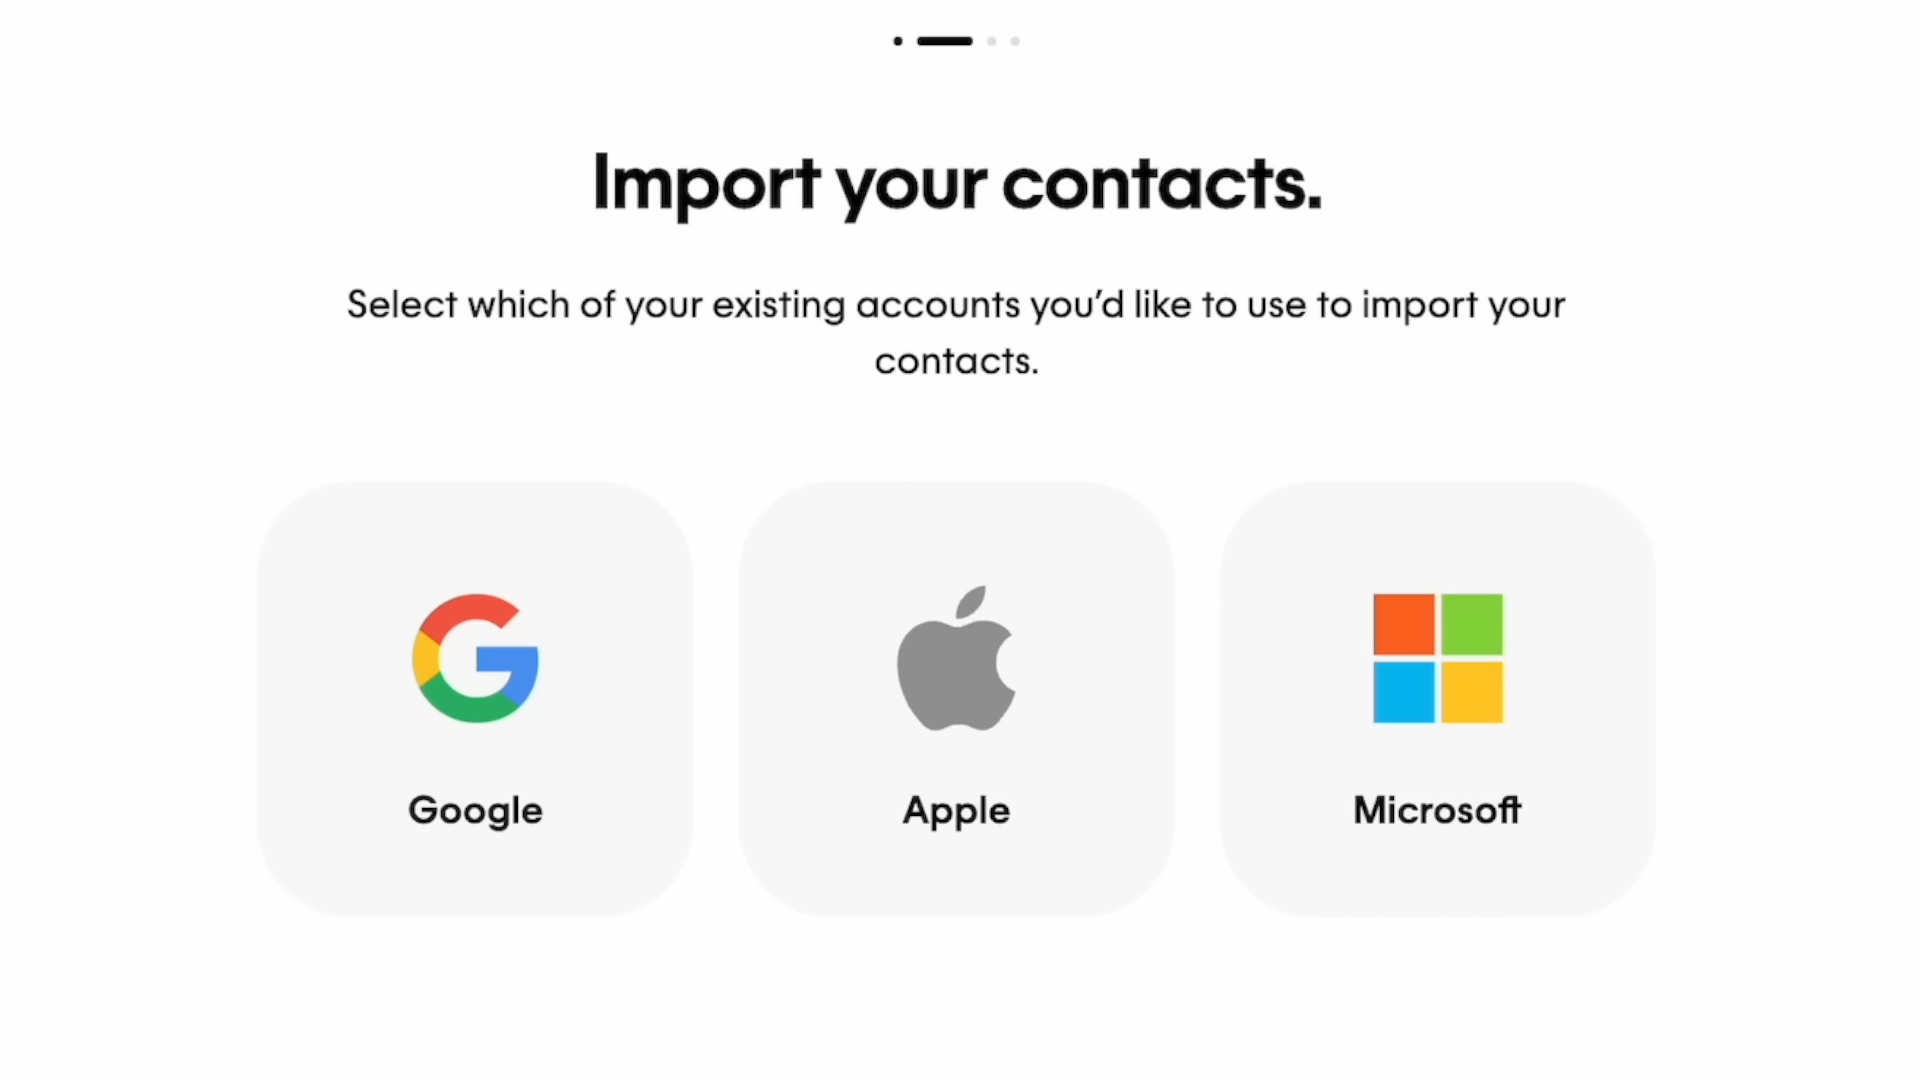 Import your contacts.
Select which of your existing accounts you’d like to use to import your
contacts.
Google
Apple
Microsoft